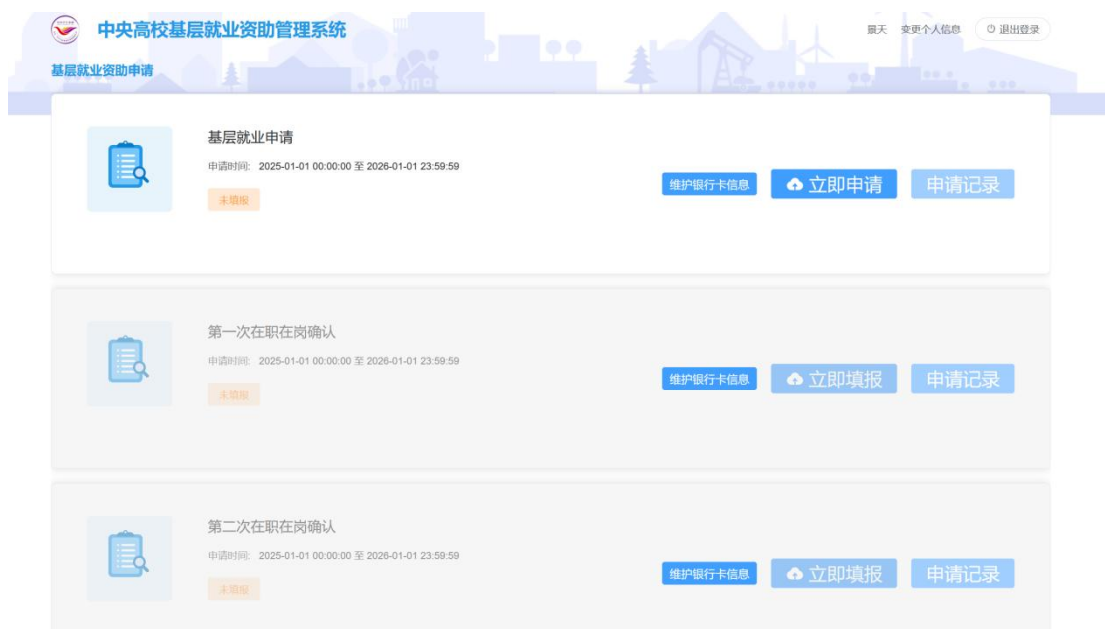 中央高校基层就业资助管理系统
景天 变更个人信息 退出登录
基层就业资助申请
基层就业申请
申请时间: 2025-01-01 00:00:00 至 2026-01-01 23:59:59
未填报
维护银行卡信息 立即申请 申请记录
第一次在职在岗确认
申请时间: 2025-01-01 00:00:00 至 2026-01-01 23:59:59
未填报
维护银行卡信息 立即填报 申请记录
第二次在职在岗确认
申请时间: 2025-01-01 00:00:00 至 2026-01-01 23:59:59
未填报
维护银行卡信息 立即填报 申请记录